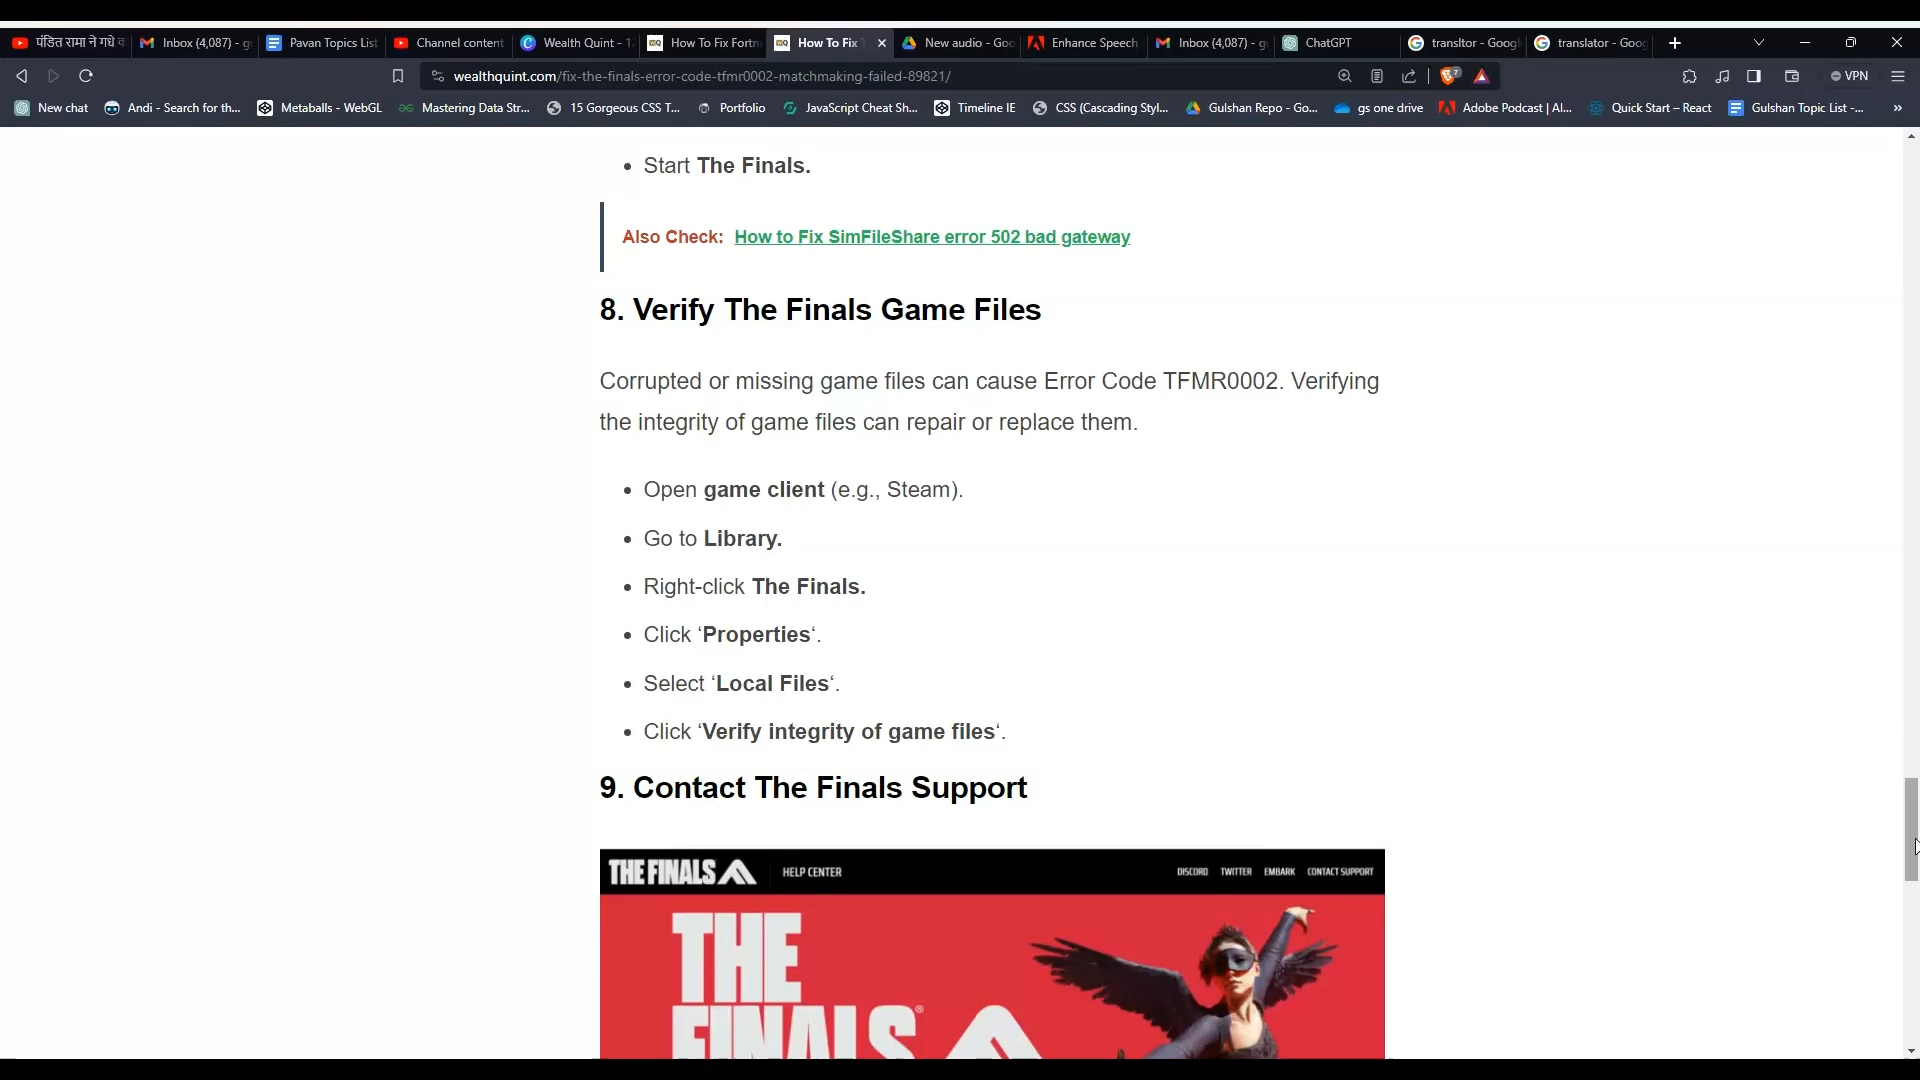 पंडित रामा ने गधे क
Inbox (4,087) - g
Pavan Topics List
Channel content
Wealth Quint - 1
How To Fix Fortn
How To Fix
New audio - Goo
Enhance Speech
Inbox (4,087) - gu
ChatGPT
transltor - Googl
translator - Goog
wealthquint.com/fix-the-finals-error-code-tfmr0002-matchmaking-failed-89821/
VPN
New chat
Andi - Search for th...
Metaballs - WebGL
Mastering Data Str...
15 Gorgeous CSS T...
Portfolio
JavaScript Cheat Sh...
Timeline IE
CSS (Cascading Styl...
Gulshan Repo - Go...
gs one drive
Adobe Podcast | AI...
Quick Start – React
Gulshan Topic List -...
• Start The Finals.
Also Check: How to Fix SimFileShare error 502 bad gateway
8. Verify The Finals Game Files
Corrupted or missing game files can cause Error Code TFMR0002. Verifying
the integrity of game files can repair or replace them.
• Open game client (e.g., Steam).
• Go to Library.
• Right-click The Finals.
• Click ‘Properties‘.
• Select ‘Local Files‘.
• Click ‘Verify integrity of game files‘.
9. Contact The Finals Support
THE FINALS
HELP CENTER
DISCORD
TWITTER
EMBARK
CONTACT SUPPORT
THE
FINALS®